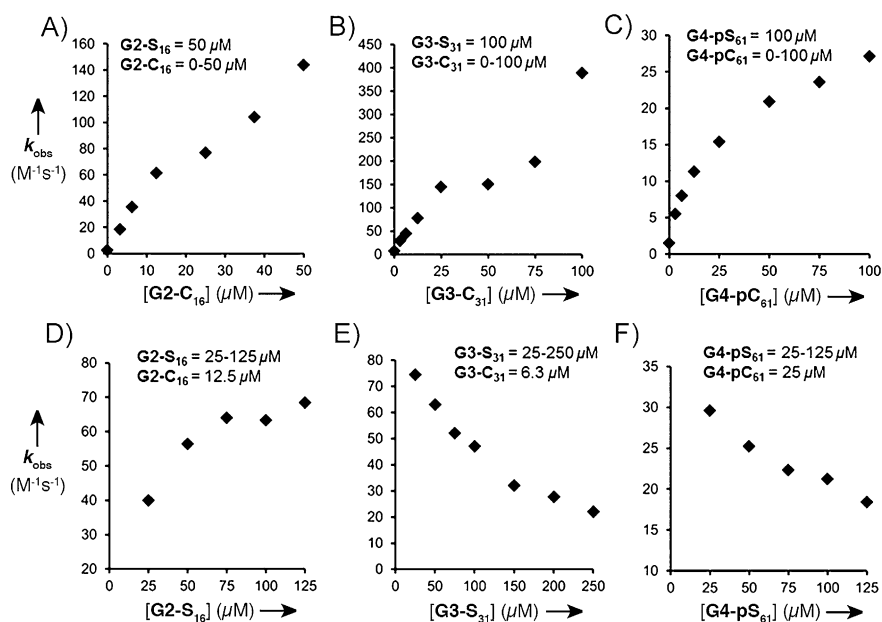 A)
G2-S16 = 50 µM
G2-C16 = 0-50 µM
160
140
120
100
80
60
40
20
0
0 10 20 30 40 50
[G2-C16] (µM)
kobs
(M-1s-1)
B)
G3-S31 = 100 µM
G3-C31 = 0-100 µM
450
400
350
300
250
200
150
100
50
0
0 25 50 75 100
[G3-C31] (µM)
C)
G4-pS61 = 100 µM
G4-pC61 = 0-100 µM
30
25
20
15
10
5
0
0 25 50 75 100
[G4-pC61] (µM)
D)
G2-S16 = 25-125 µM
G2-C16 = 12.5 µM
80
70
60
50
40
30
20
0 25 50 75 100 125
[G2-S16] (µM)
kobs
(M-1s-1)
E)
G3-S31 = 25-250 µM
G3-C31 = 6.3 µM
80
70
60
50
40
30
20
10
0
0 50 100 150 200 250
[G3-S31] (µM)
F)
G4-pS61 = 25-125 µM
G4-pC61 = 25 µM
35
30
25
20
15
10
0 25 50 75 100 125
[G4-pS61] (µM)